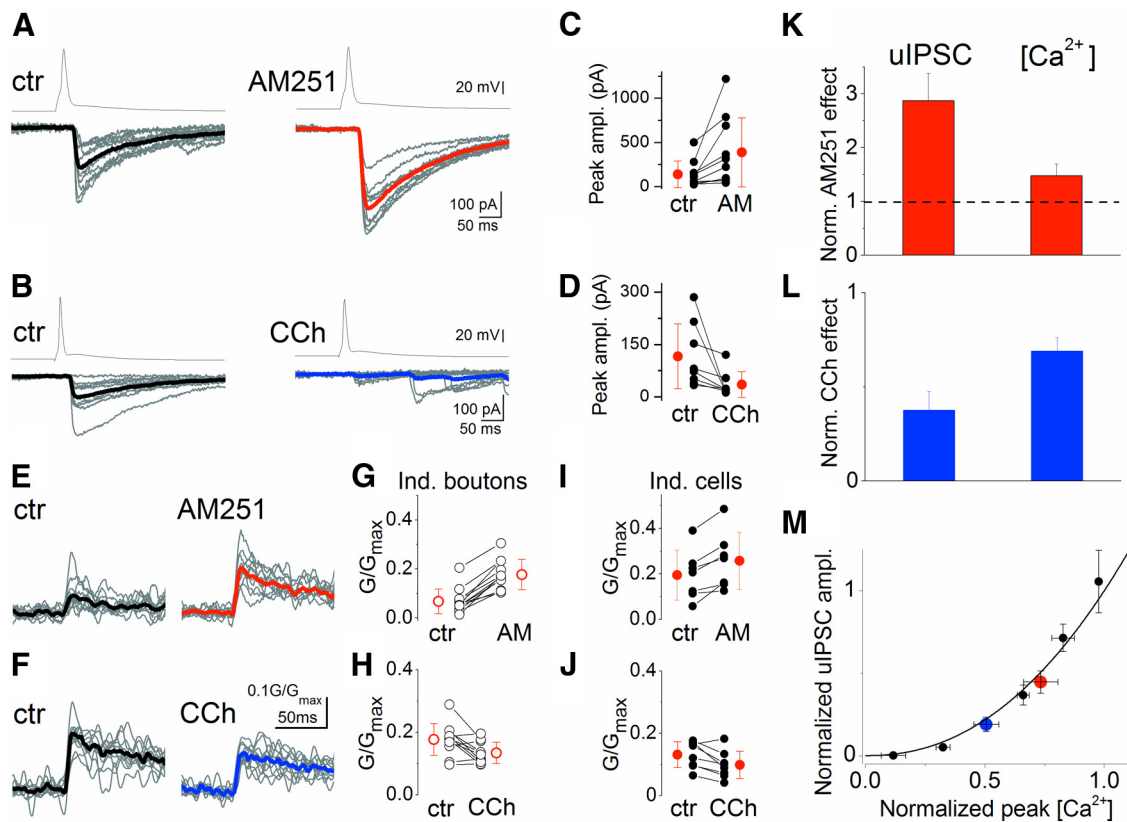 A
ctr
AM251
20 mV
100 pA
50 ms
B
ctr
CCh
20 mV
100 pA
50 ms
C
Peak ampl. (pA)
1000
500
0
ctr AM
D
Peak ampl. (pA)
300
150
0
ctr CCh
E
ctr
AM251
F
ctr
CCh
0.1G/Gmax
50ms
G
Ind. boutons
G/Gmax
0.4
0.2
0.0
ctr AM
H
G/Gmax
0.4
0.2
0.0
ctr CCh
I
Ind. cells
G/Gmax
0.4
0.2
0.0
ctr AM
J
G/Gmax
0.4
0.2
0.0
ctr CCh
K
uIPSC [Ca2+]
Norm. AM251 effect
3
2
1
0
L
Norm. CCh effect
1
0
M
Normalized uIPSC ampl.
1
0
0 0.5 1.0
Normalized peak [Ca2+]